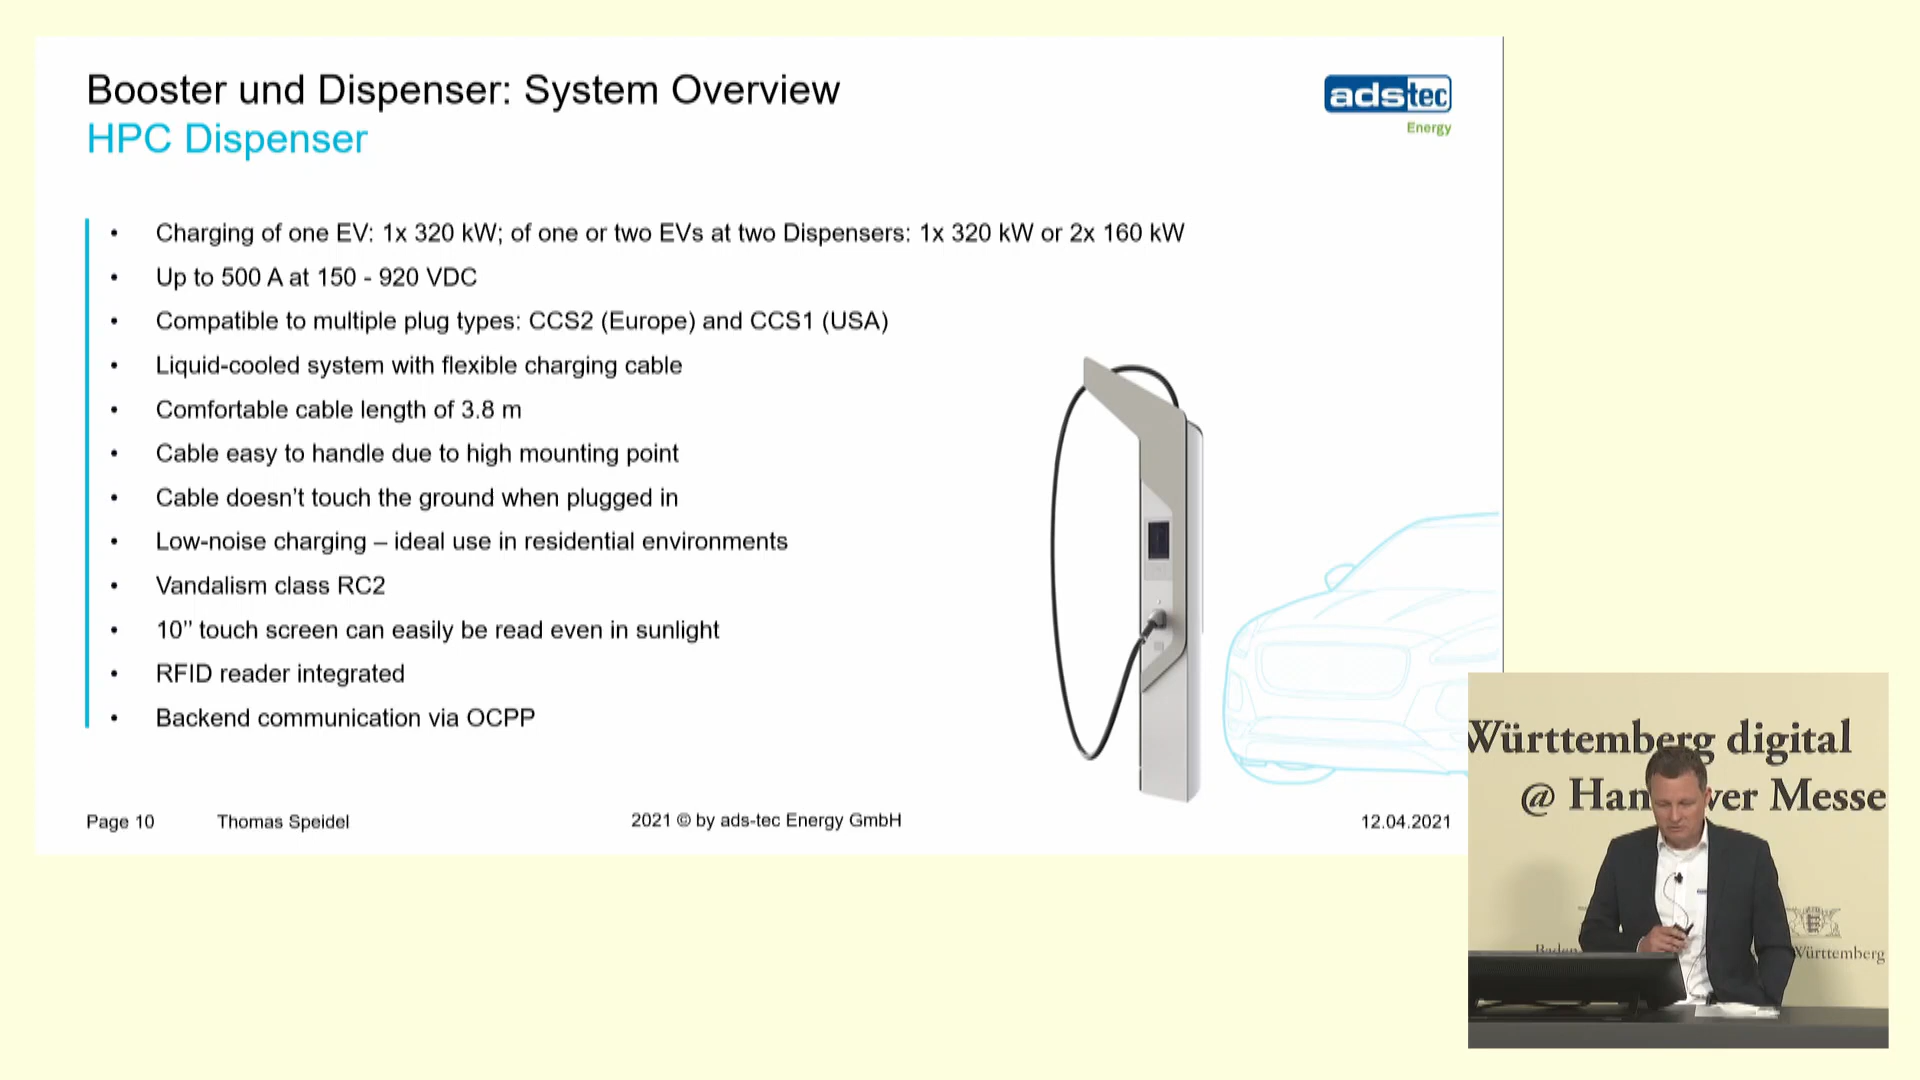 Booster und Dispenser: System Overview
HPC Dispenser
adstec
Energy
• Charging of one EV: 1x 320 kW; of one or two EVs at two Dispensers: 1x 320 kW or 2x 160 kW
• Up to 500 A at 150 - 920 VDC
• Compatible to multiple plug types: CCS2 (Europe) and CCS1 (USA)
• Liquid-cooled system with flexible charging cable
• Comfortable cable length of 3.8 m
• Cable easy to handle due to high mounting point
• Cable doesn’t touch the ground when plugged in
• Low-noise charging – ideal use in residential environments
• Vandalism class RC2
• 10” touch screen can easily be read even in sunlight
• RFID reader integrated
• Backend communication via OCPP
Page 10 Thomas Speidel 2021 © by ads-tec Energy GmbH 12.04.2021
Württemberg digital
@ Han ver Messe
Baden Württemberg